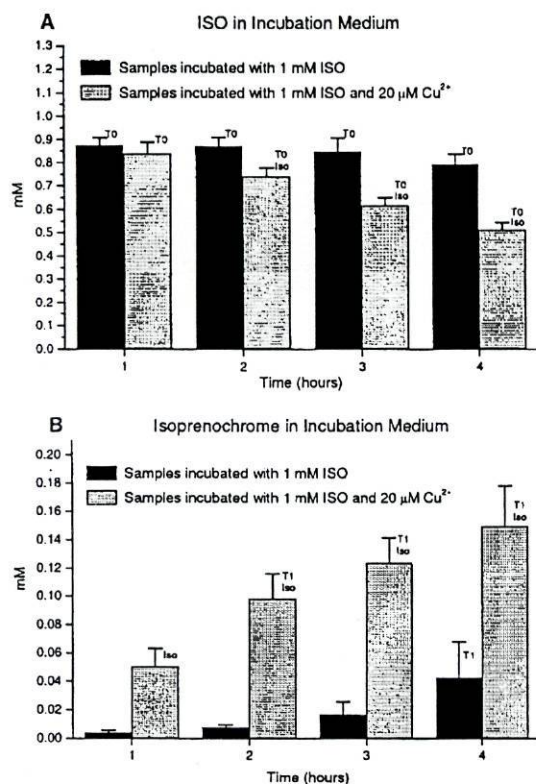 A
ISO in Incubation Medium
1.3
1.2
1.1
1.0
0.9
0.8
0.7
0.6
0.5
0.4
0.3
0.2
0.1
0.0
mM
Samples incubated with 1 mM ISO
Samples incubated with 1 mM ISO and 20 μM Cu²⁺
T0
T0
T0
T0
Iso
T0
T0
Iso
T0
T0
Iso
1 2 3 4
Time (hours)
B
Isoprenochrome in Incubation Medium
0.20
0.18
0.16
0.14
0.12
0.10
0.08
0.06
0.04
0.02
0.00
mM
Samples incubated with 1 mM ISO
Samples incubated with 1 mM ISO and 20 μM Cu²⁻
Iso
T1
Iso
T1
Iso
T1
T1
Iso
1 2 3 4
Time (hours)